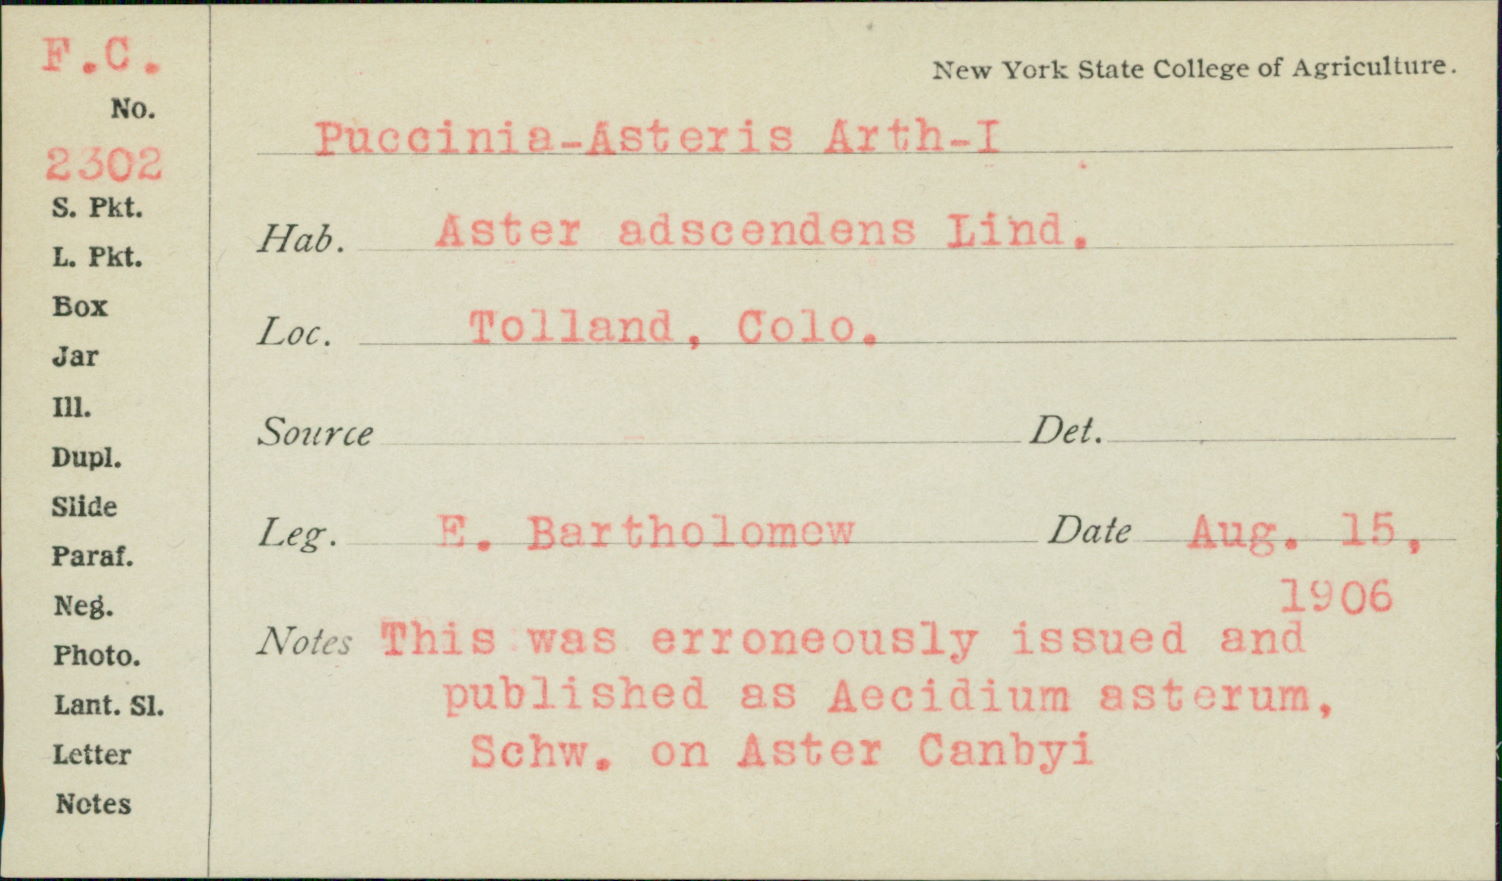 F.C.
No.
2302
S. Pkt.
L. Pkt.
Box
Jar
Ill.
Dupl.
Slide
Paraf.
Neg.
Photo.
Lant. Sl.
Letter
Notes
New York State College of Agriculture.
Puccinia-Asteris Arth-I
Hab. Aster adscendens Lind.
Loc. Tolland, Colo.
Source Det.
Leg. E. Bartholomew Date Aug. 15,
1906
Notes This was erroneously issued and
published as Aecidium asterum,
Schw. on Aster Canbyi